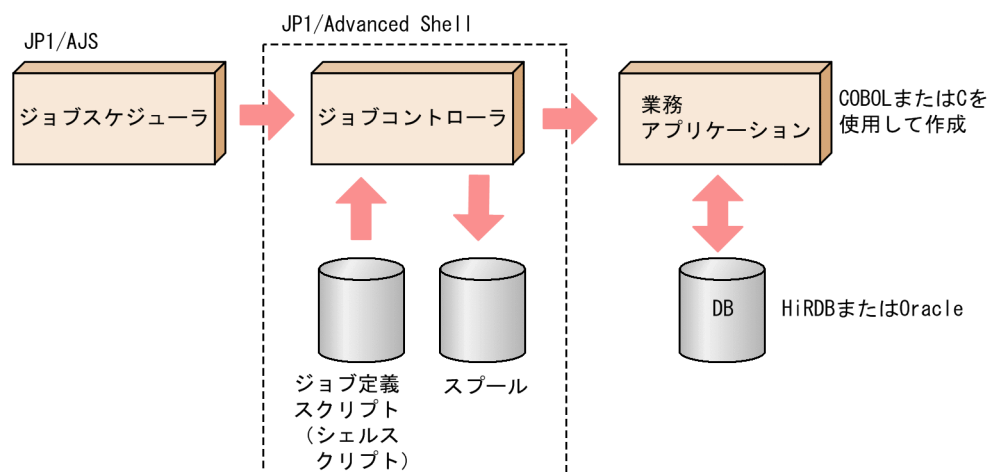 JP1/Advanced Shell
JP1/AJS
ジョブスケジューラ
ジョブコントローラ
業務
アプリケーション
COBOLまたはCを
使用して作成
DB
HiRDBまたはOracle
ジョブ定義
スクリプト
(シェルス
クリプト)
スプール